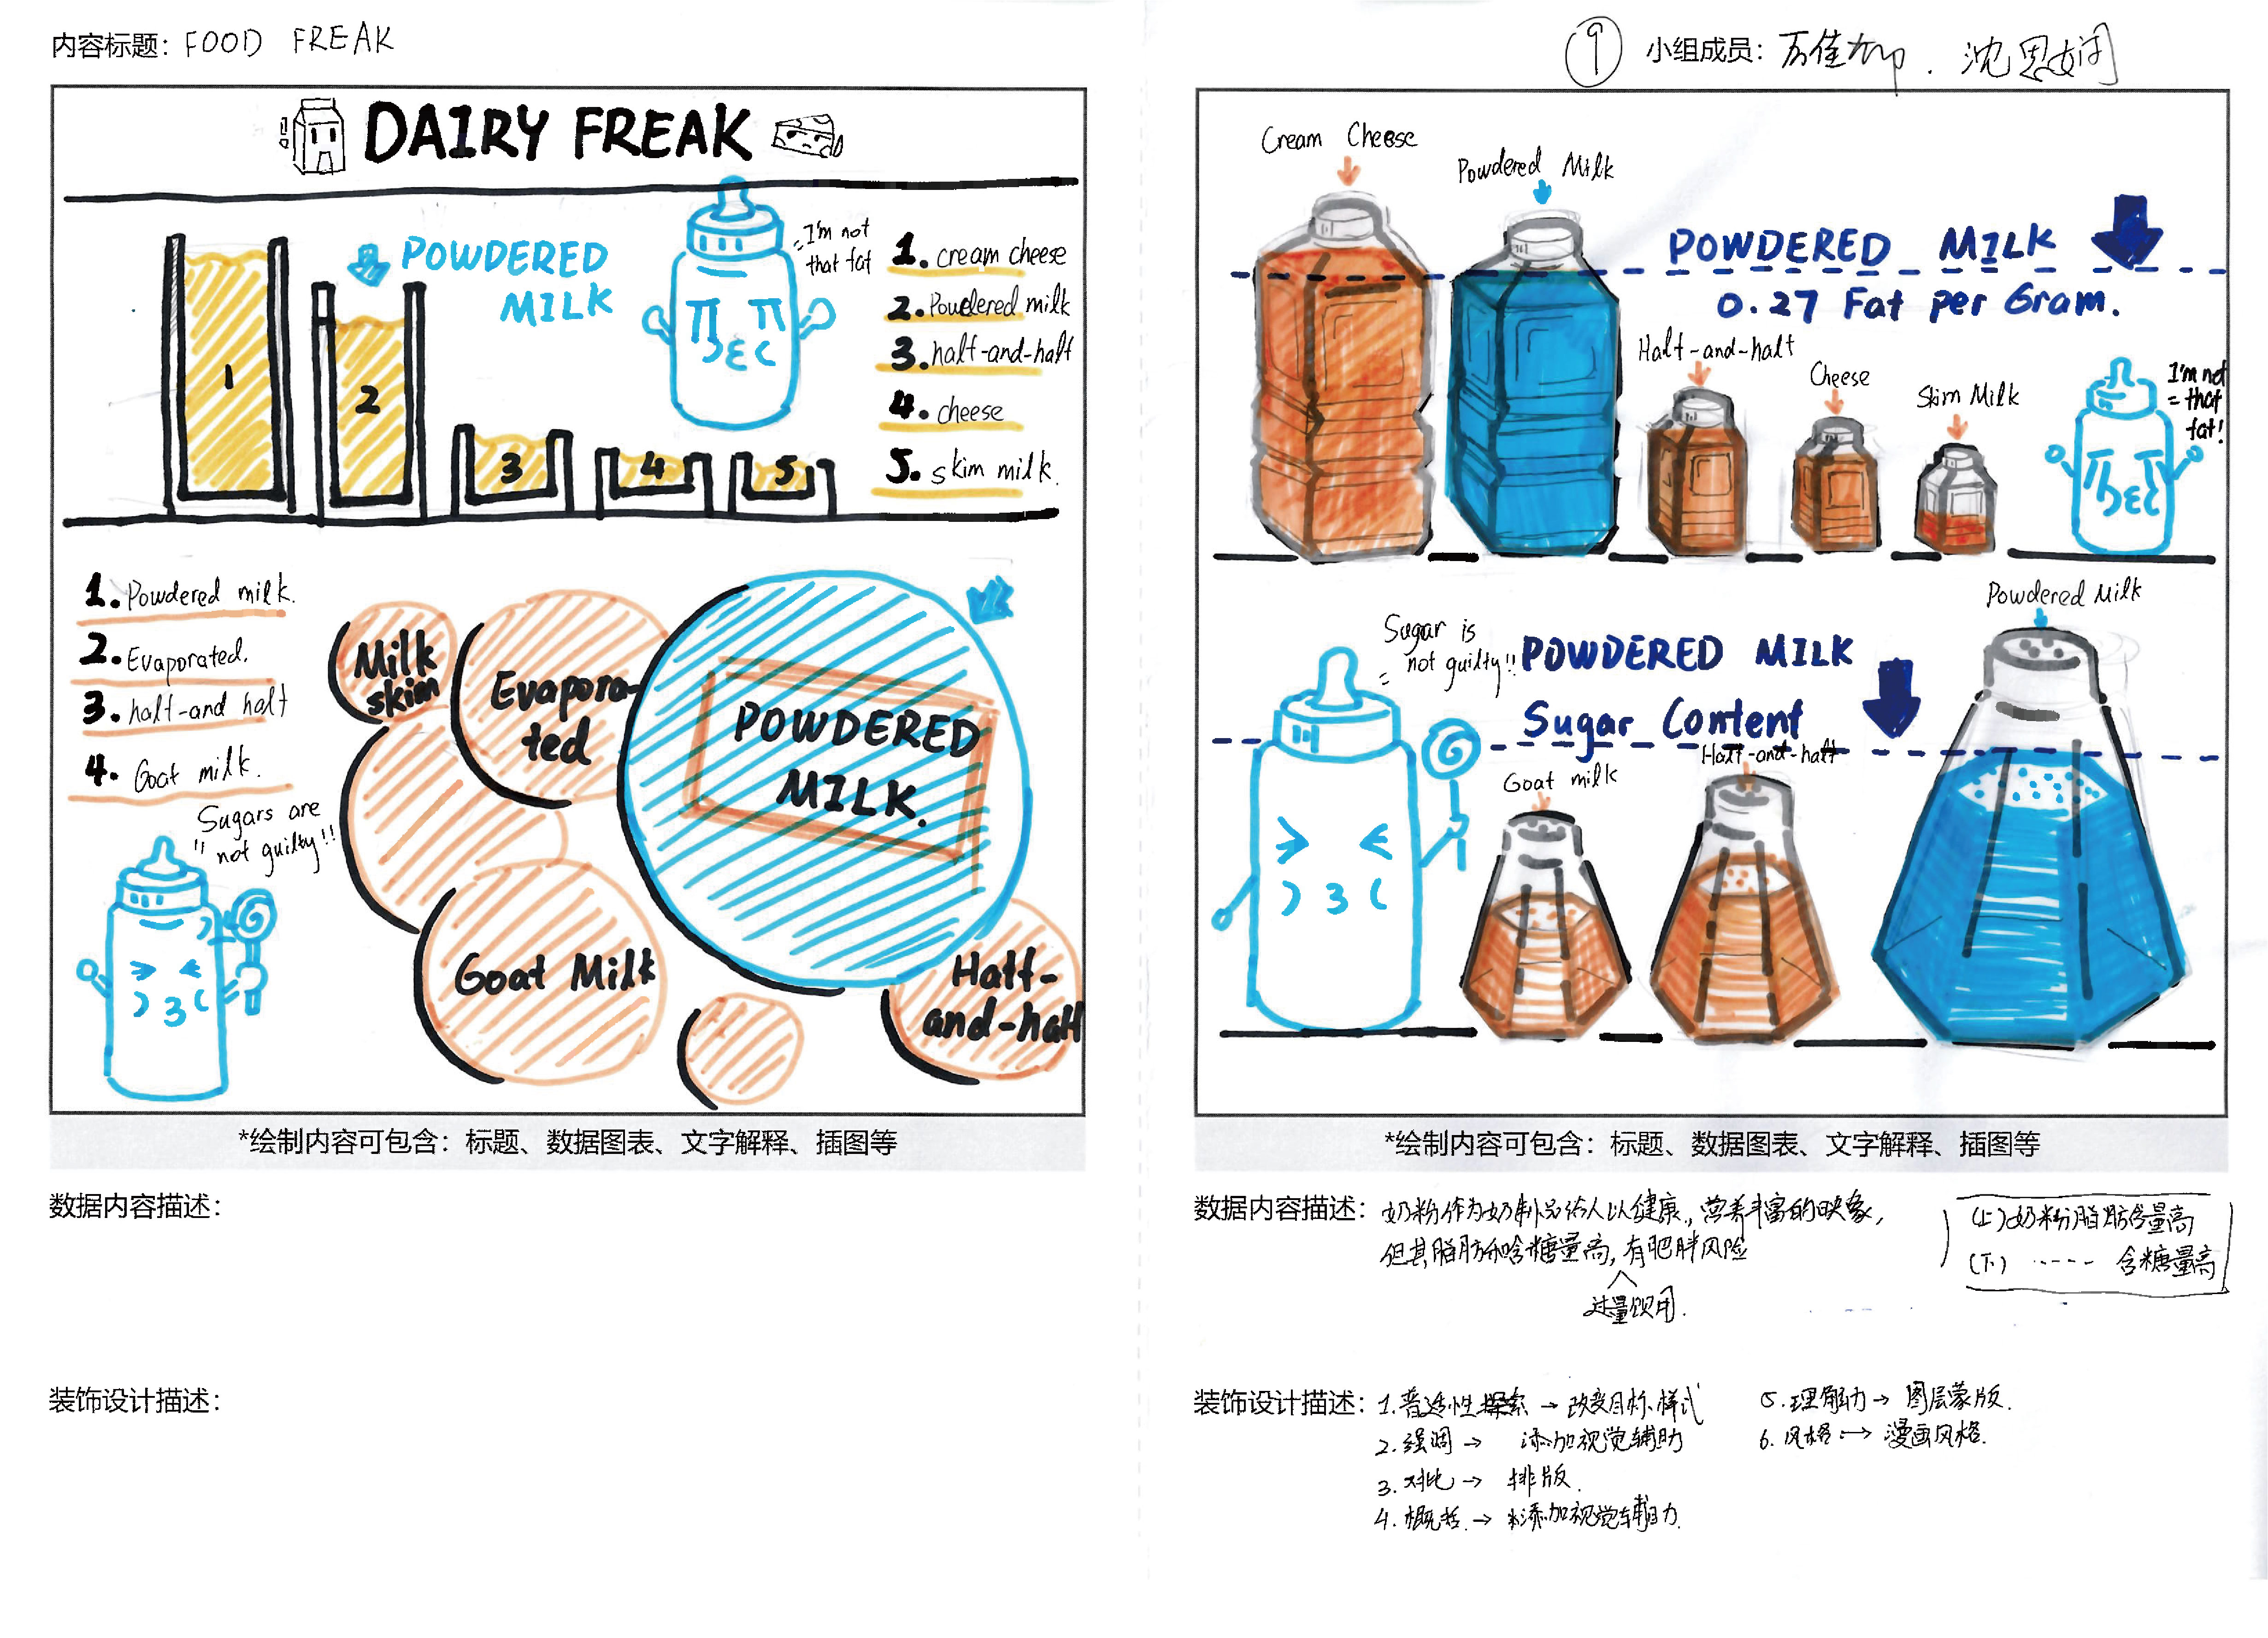 内容标题：FOOD FREAK
DAIRY FREAK
POWDERED
MILK
I'm not
that fat
1. cream cheese
2. Powdered milk
3. half-and-half
4. cheese
5. skim milk.
1
2
3
4
5
1. Powdered milk.
2. Evaporated.
3. half-and half
4. Goat milk.
Sugars are
not guilty!!
Milk
skim
Evapora-
ted
POWDERED
MILK.
Goat Milk
Half-
and-half
*绘制内容可包含：标题、数据图表、文字解释、插图等
数据内容描述：
装饰设计描述：
9
小组成员：万佳 . 沈思娴
Cream Cheese
Powdered Milk
POWDERED MILK
0.27 Fat per Gram.
Half-and-half
Cheese
Skim Milk
I'm not
that
fat!
Powdered Milk
Sugar is
not guilty!!
POWDERED MILK
Sugar Content
Goat milk
Half-and-half
*绘制内容可包含：标题、数据图表、文字解释、插图等
数据内容描述：奶粉作为奶制品给人以健康，营养丰富的映象，
但其脂肪和含糖量高，有肥胖风险
过量饮用.
(上)奶粉脂肪含量高
(下) ----- 含糖量高
装饰设计描述：1.普适性探索 → 改变目标样式
2. 强调 → 添加视觉辅助
3. 对比 → 排版.
4. 概括. → 添加视觉辅助.
5. 理解力 → 图层蒙版.
6. 风格 → 漫画风格.